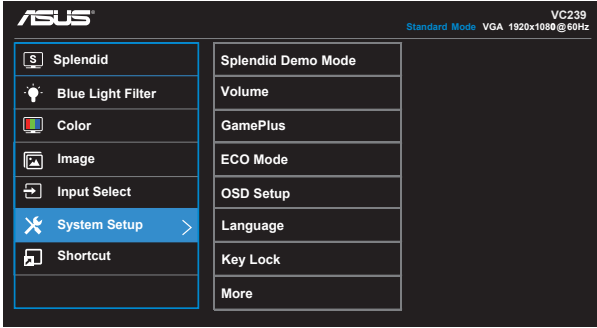 ASUS
VC239
Standard Mode VGA 1920x1080@60Hz
S Splendid
Blue Light Filter
Color
Image
Input Select
System Setup
Shortcut
Splendid Demo Mode
Volume
GamePlus
ECO Mode
OSD Setup
Language
Key Lock
More